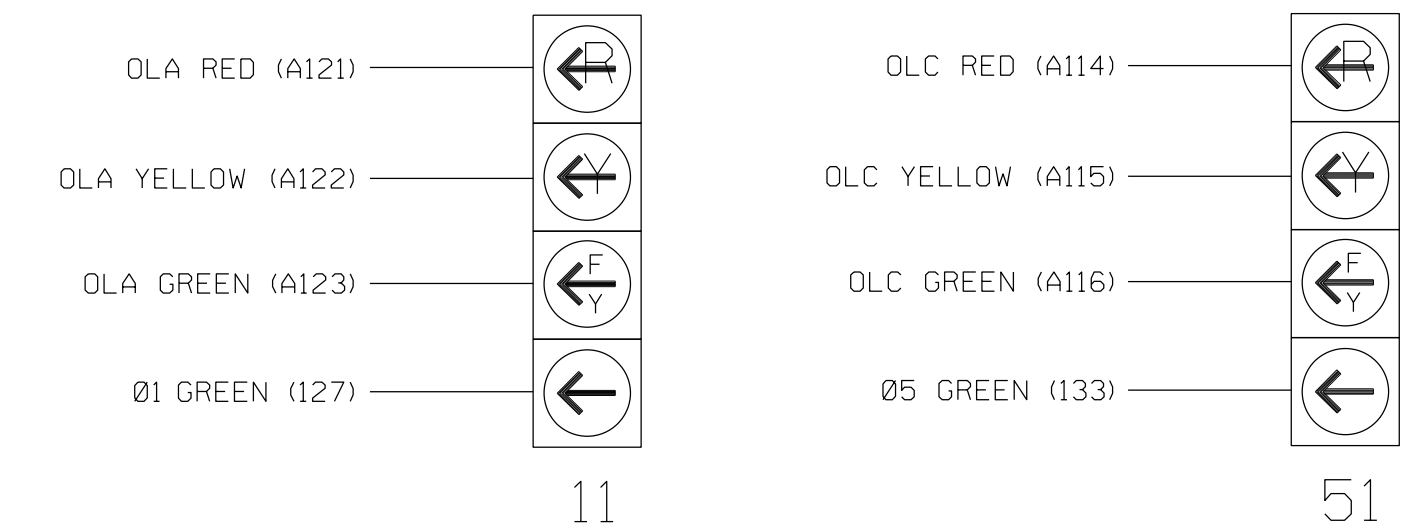 OLA RED (A121)
R
OLA YELLOW (A122)
Y
OLA GREEN (A123)
F
Y
Ø1 GREEN (127)
11
OLC RED (A114)
R
OLC YELLOW (A115)
Y
OLC GREEN (A116)
F
Y
Ø5 GREEN (133)
51